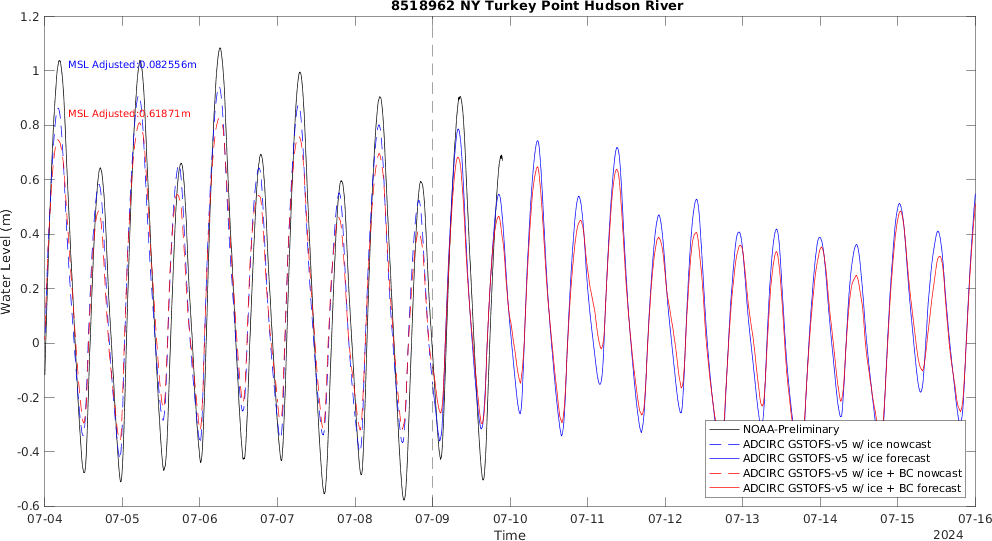 8518962 NY Turkey Point Hudson River
1.2
1
0.8
0.6
0.4
0.2
0
-0.2
-0.4
-0.6
Water Level (m)
MSL Adjusted:0.082556m
MSL Adjusted:0.61871m
NOAA-Preliminary
ADCIRC GSTOFS-v5 w/ ice nowcast
ADCIRC GSTOFS-v5 w/ ice forecast
ADCIRC GSTOFS-v5 w/ ice + BC nowcast
ADCIRC GSTOFS-v5 w/ ice + BC forecast
07-04 07-05 07-06 07-07 07-08 07-09 07-10 07-11 07-12 07-13 07-14 07-15 07-16
Time
2024